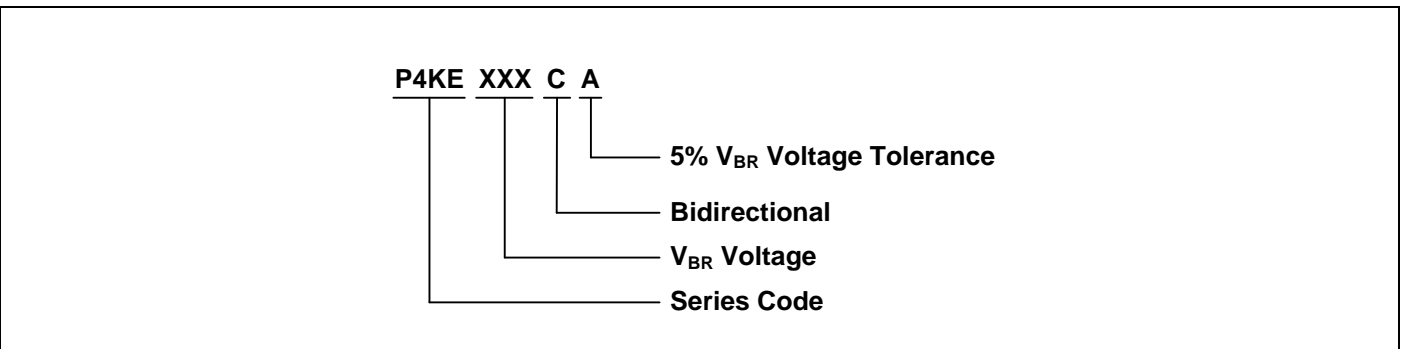 P4KE XXX C A
5% VBR Voltage Tolerance
Bidirectional
VBR Voltage
Series Code